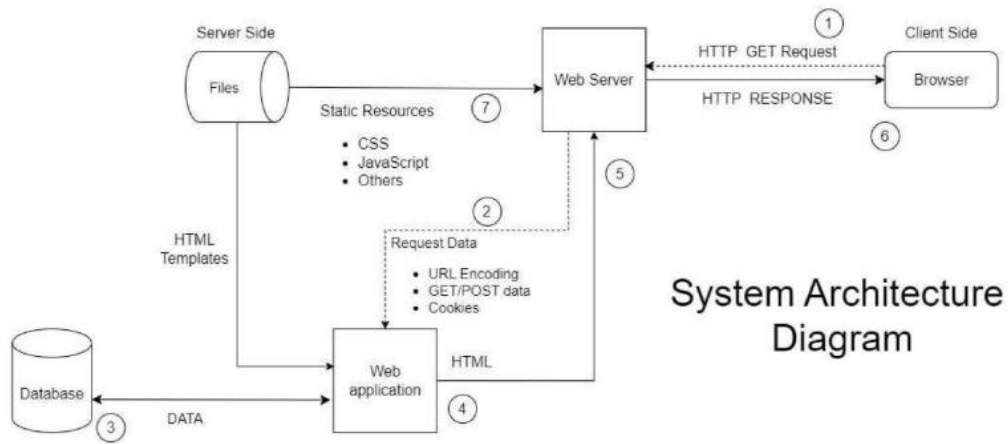 1
Server Side
Client Side
HTTP GET Request
Files
Web Server
Browser
HTTP RESPONSE
7
Static Resources
6
CSS
JavaScript
Others
5
2
HTML
Templates
Request Data
URL Encoding
GET/POST data
Cookies
System Architecture
Diagram
Web
application
HTML
Database
4
3
DATA